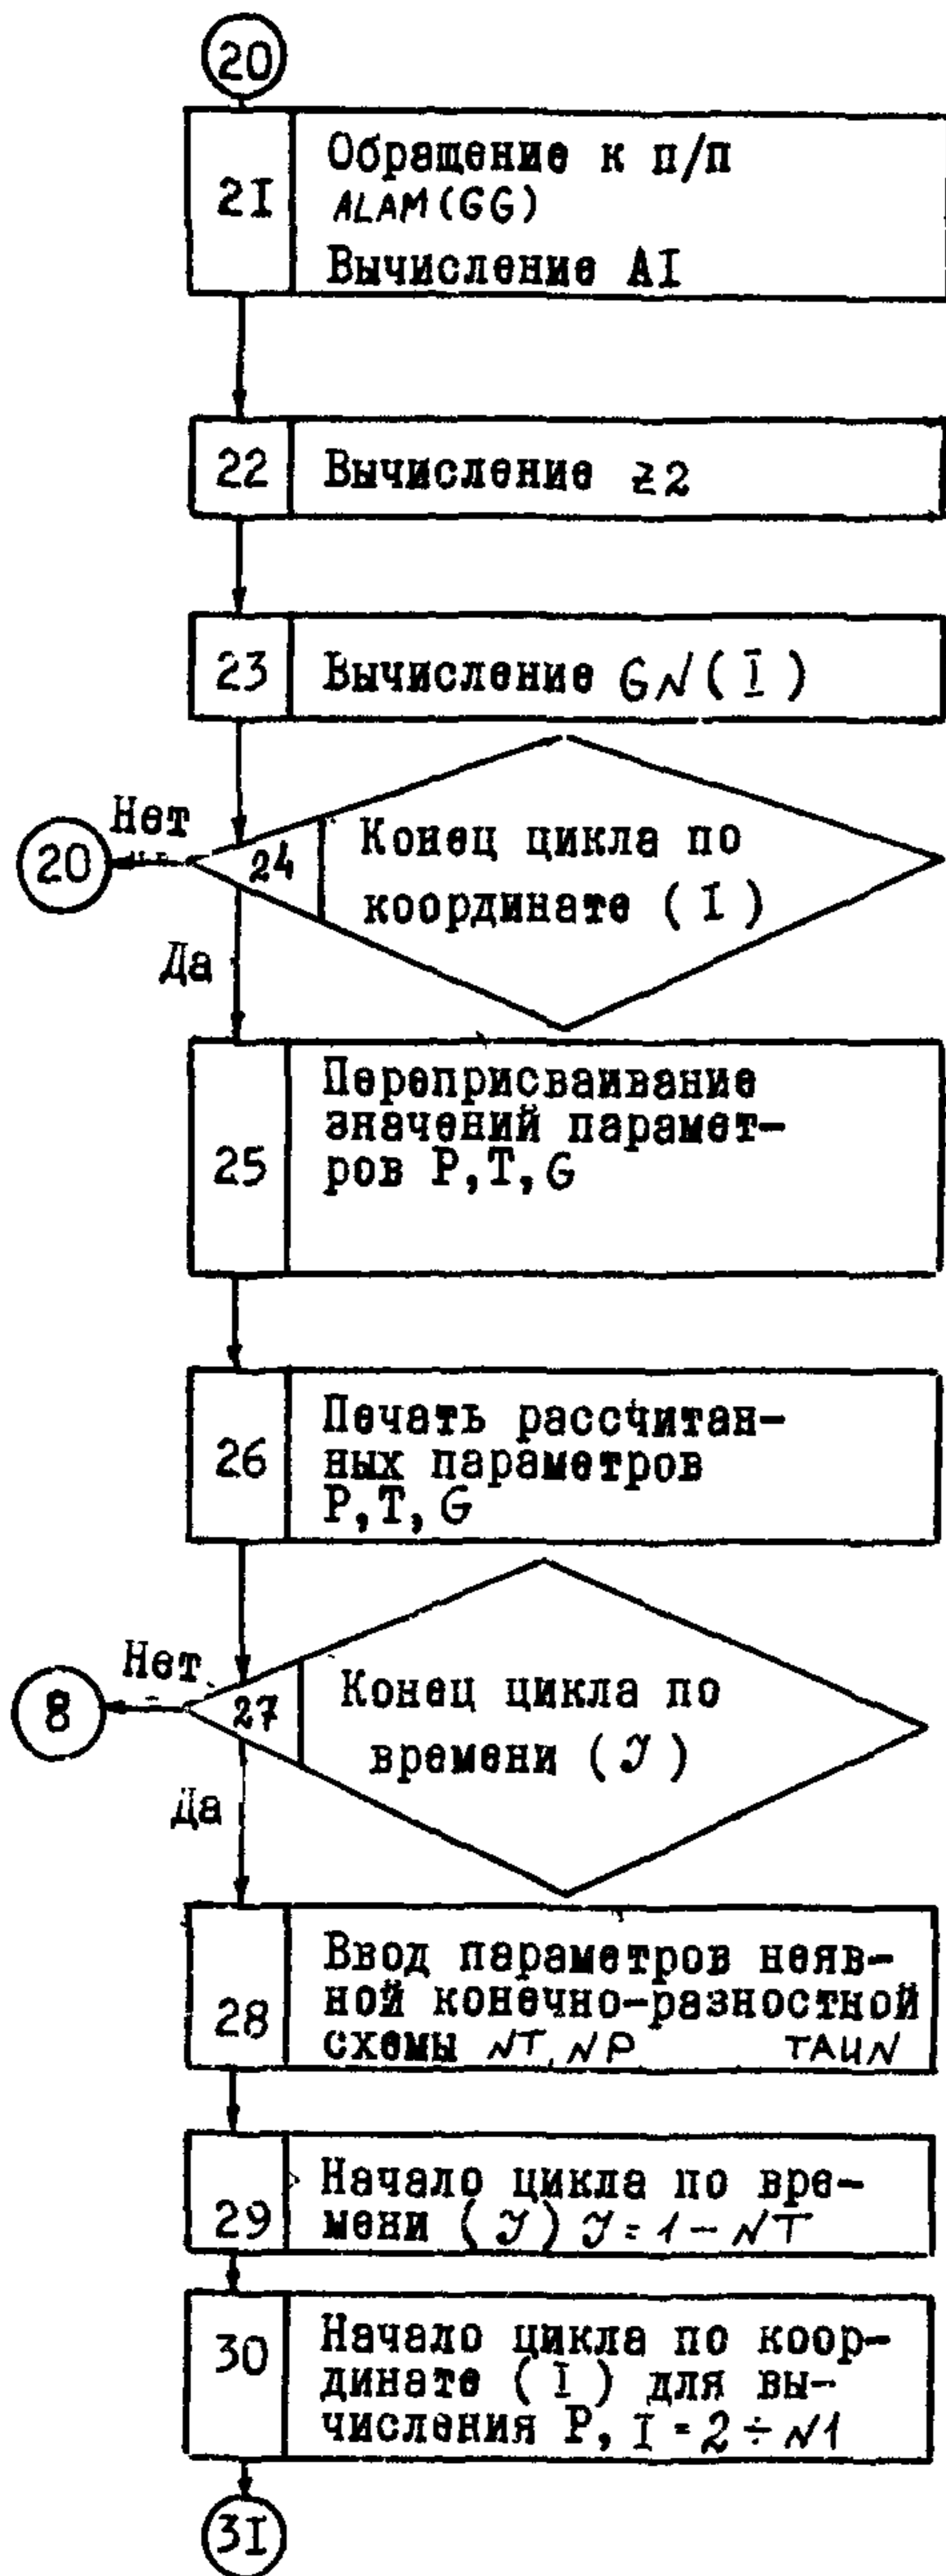 20
21
Обращение к п/п
ALAM(GG)
Вычисление AI
22
Вычисление z2
23
Вычисление GN(I)
Нет
20
24
Конец цикла по
координате (I)
Да
25
Переприсваивание
значений парамет-
ров P,T,G
26
Печать рассчитан-
ных параметров
P,T,G
Нет
8
27
Конец цикла по
времени (J)
Да
28
Ввод параметров неяв-
ной конечно-разностной
схемы NT, NP TAUN
29
Начало цикла по вре-
мени (J) J=1-NT
30
Начало цикла по коор-
динате (I) для вы-
числения P, I=2÷N1
31